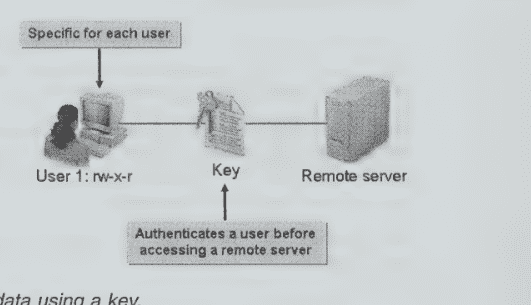 Specific for each user
User 1: rw-x-r
Key
Remote server
Authenticates a user before
accessing a remote server
data using a key.